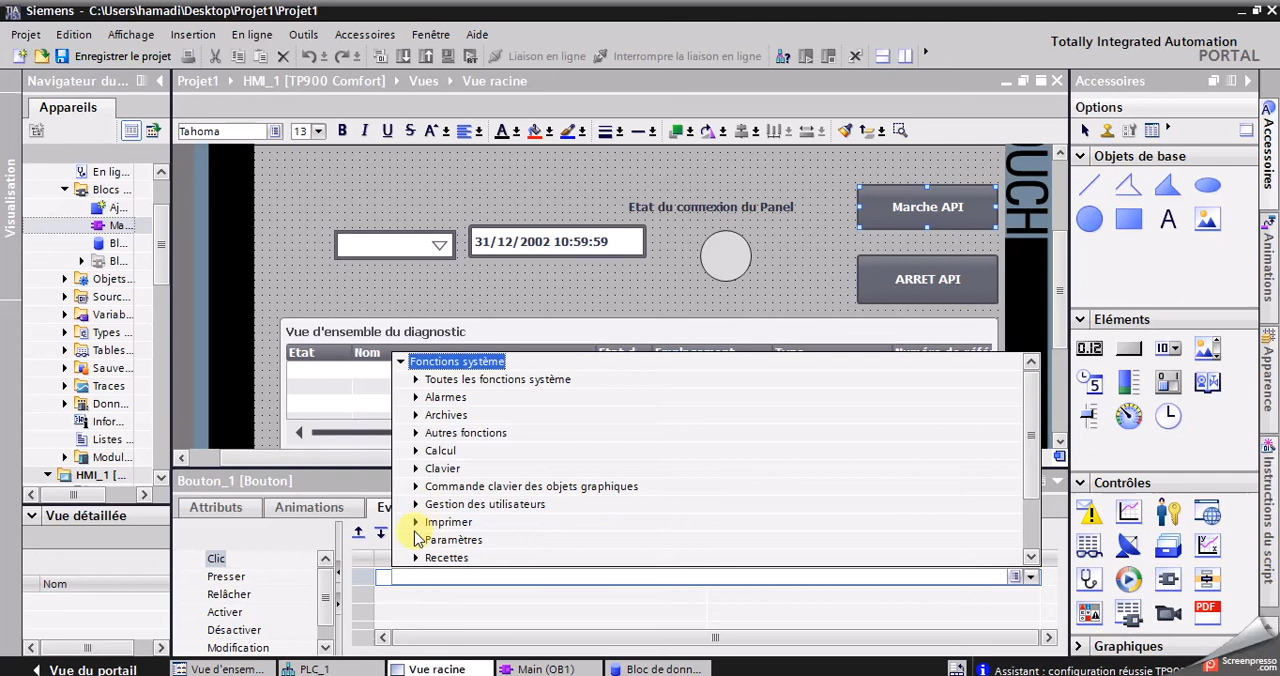 Siemens - C:\Users\hamadi\Desktop\Projet1\Projet1
Projet Edition Affichage Insertion En ligne Outils Accessoires Fenêtre Aide
Totally Integrated Automation
PORTAL
Enregistrer le projet
Liaison en ligne
Interrompre la liaison en ligne
Navigateur du...
Projet1 HMI_1 [TP900 Comfort] Vues Vue racine
Accessoires
Appareils
Options
Tahoma 13
Objets de base
Visualisation
En lig...
Blocs ...
Aj...
Ma...
Bl...
Bl...
Objets...
Sourc...
Variab...
Types ...
Tables...
Sauve...
Traces
Donn...
Infor...
Listes ...
Modul...
HMI_1 [...
Etat du connexion du Panel
Marche API
31/12/2002 10:59:59
ARRET API
OUCH
Vue d'ensemble du diagnostic
Etat Nom
Fonctions système
Toutes les fonctions système
Alarmes
Archives
Autres fonctions
Calcul
Clavier
Commande clavier des objets graphiques
Gestion des utilisateurs
Imprimer
Paramètres
Recettes
Bouton_1 [Bouton]
Attributs Animations Ev
Clic
Presser
Relâcher
Activer
Désactiver
Modification
Vue détaillée
Nom
Eléments
0.12
10
5
Contrôles
PDF
Graphiques
Accessoires
Animations
Apparence
Instructions du script
Vue du portail
Vue d'ensem...
PLC_1
Vue racine
Main (OB1)
Bloc de donn...
Assistant : configuration réussie TP900...
Screenpresso
.com